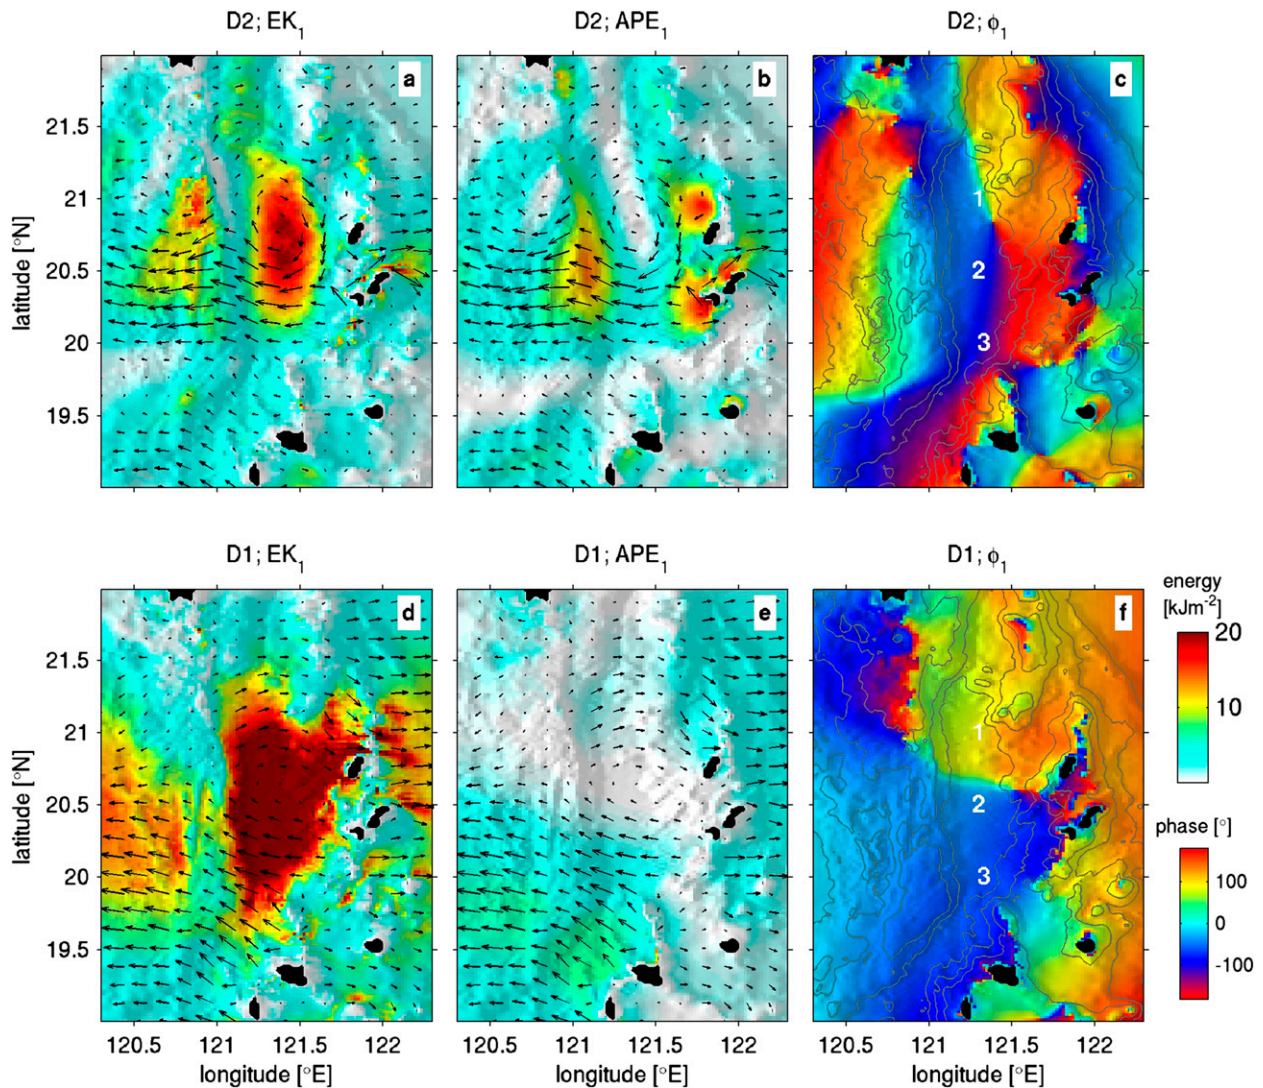 D2; EK1
D2; APE1
D2; ϕ1
a
b
c
21.5
21
20.5
20
19.5
latitude [°N]
1
2
3
D1; EK1
D1; APE1
D1; ϕ1
d
e
f
21.5
21
20.5
20
19.5
latitude [°N]
1
2
3
energy
[kJm-2]
20
10
0
phase [°]
100
0
-100
120.5 121 121.5 122
120.5 121 121.5 122
120.5 121 121.5 122
longitude [°E]
longitude [°E]
longitude [°E]